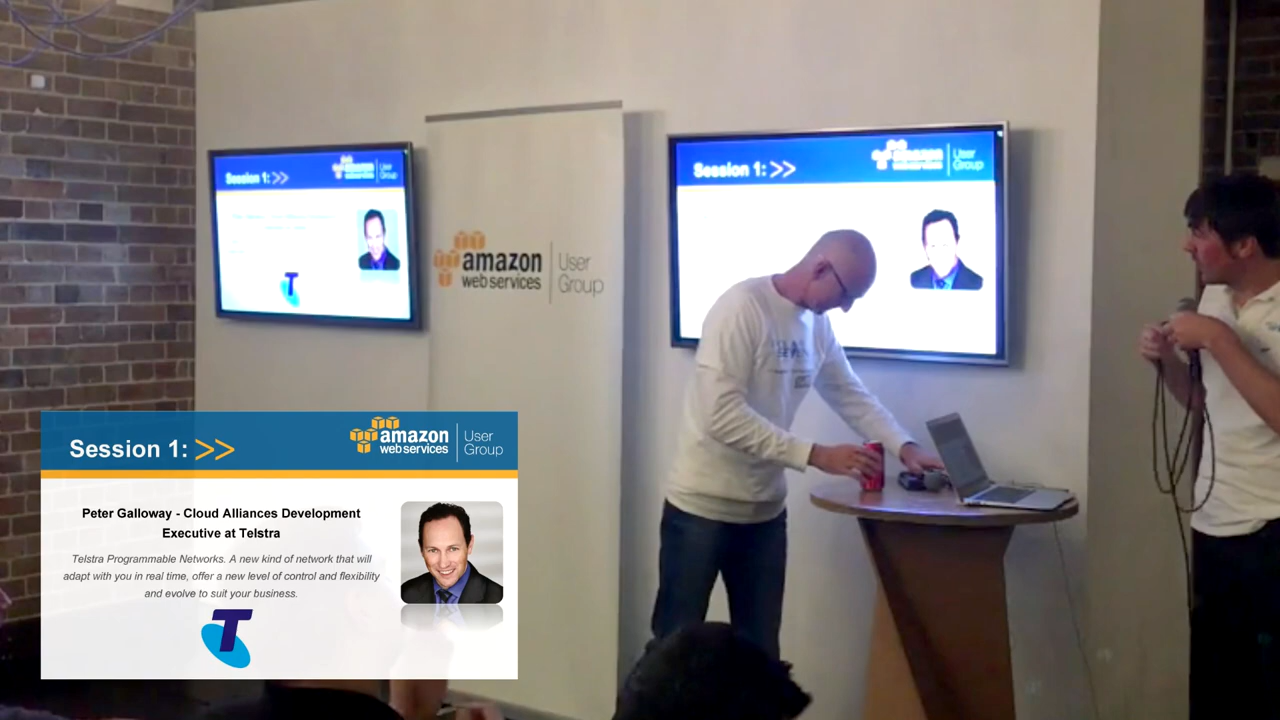 Session 1: >>
amazon
web services
User
Group
Session 1: >>
amazon
web services
User
Group
amazon
web services
User
Group
Session 1: >>
amazon
web services
User
Group
Peter Galloway - Cloud Alliances Development
Executive at Telstra
Telstra Programmable Networks. A new kind of network that will
adapt with you in real time, offer a new level of control and flexibility
and evolve to suit your business.
T